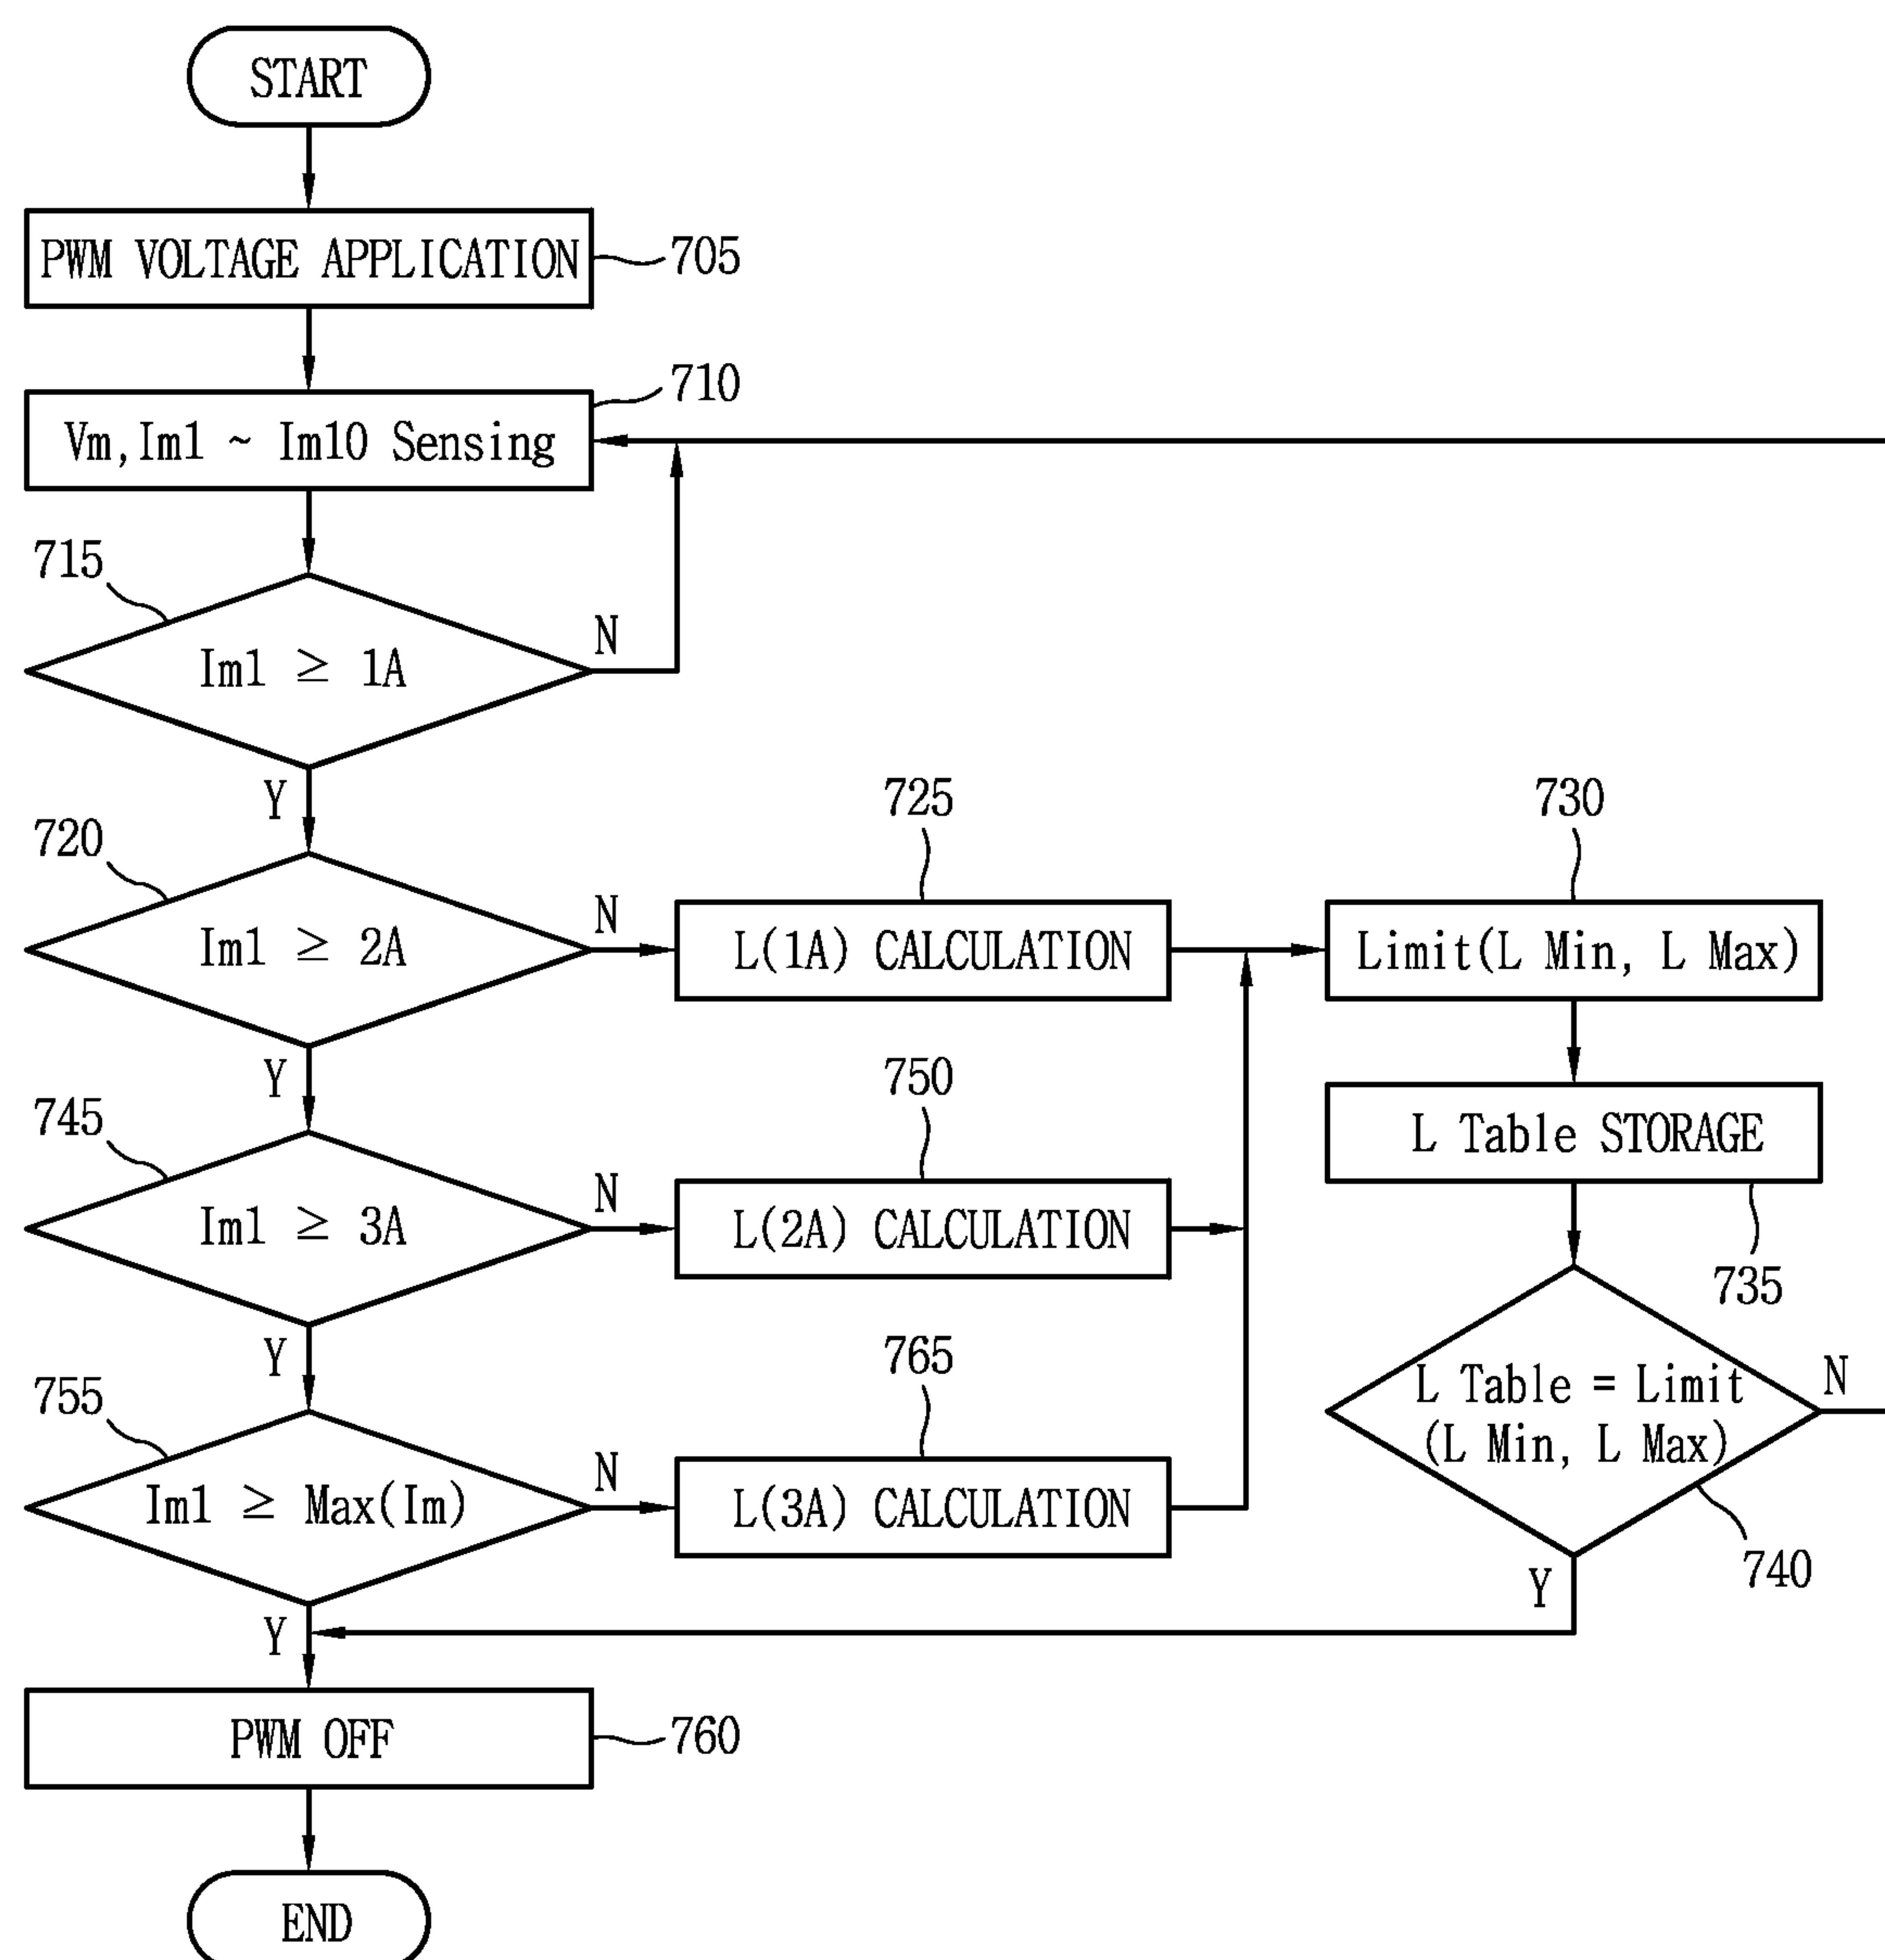 START
PWM VOLTAGE APPLICATION
705
710
Vm,Im1 ~ Im10 Sensing
715
Im1 ≥ 1A
N
Y
720
Im1 ≥ 2A
N
725
L(1A) CALCULATION
730
Limit(L Min, L Max)
Y
745
Im1 ≥ 3A
N
750
L(2A) CALCULATION
L Table STORAGE
735
Y
755
Im1 ≥ Max(Im)
N
765
L(3A) CALCULATION
L Table = Limit
(L Min, L Max)
N
740
Y
Y
PWM OFF
760
END